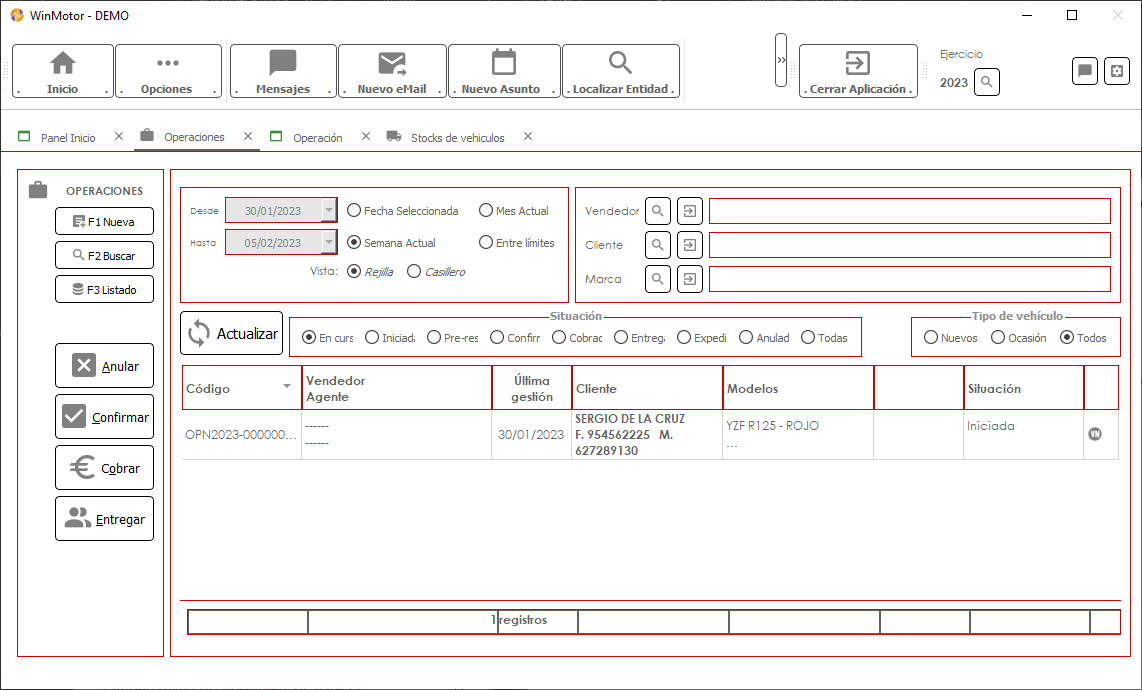 WinMotor - DEMO
. Inicio .
. Opciones .
. Mensajes .
. Nuevo eMail .
. Nuevo Asunto .
. Localizar Entidad .
. Cerrar Aplicación .
Ejercicio
2023
Panel Inicio
Operaciones
Operación
Stocks de vehiculos
OPERACIONES
F1 Nueva
F2 Buscar
F3 Listado
Anular
Confirmar
Cobrar
Entregar
Desde 30/01/2023 Fecha Seleccionada Mes Actual
Hasta 05/02/2023 Semana Actual Entre límites
Vista: Rejilla Casillero
Vendedor
Cliente
Marca
Actualizar
Situación
En curs Iniciada Pre-res Confirr Cobrac Entrega Expedi Anulad Todas
Tipo de vehículo
Nuevos Ocasión Todos
Código
Vendedor
Agente
Última
gestión
Cliente
Modelos
Situación
OPN2023-000000...
------
------
30/01/2023
SERGIO DE LA CRUZ
F. 954562225 M.
627289130
YZF R125 - ROJO
...
Iniciada
VN
1 registros